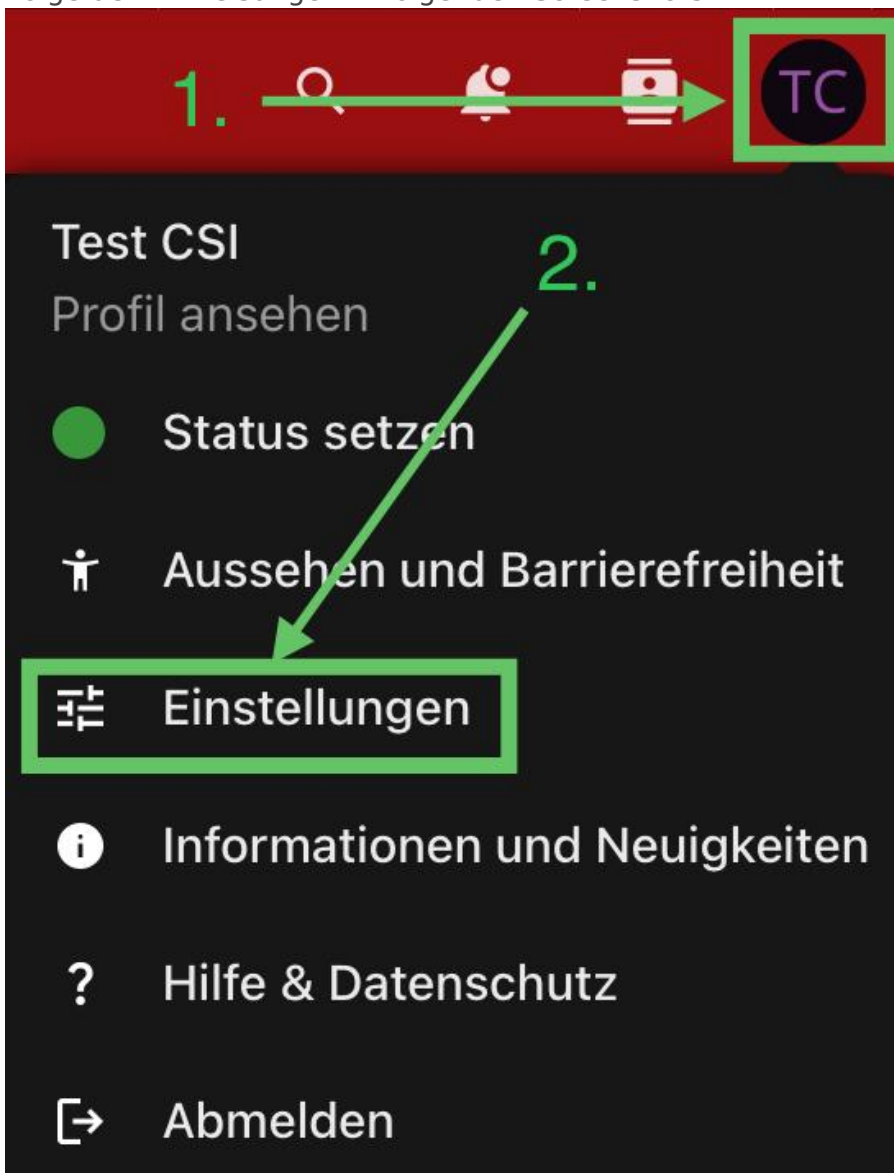 1.
TC
Test CSI
2.
Profil ansehen
Status setzen
Aussehen und Barrierefreiheit
Einstellungen
Informationen und Neuigkeiten
? Hilfe & Datenschutz
Abmelden